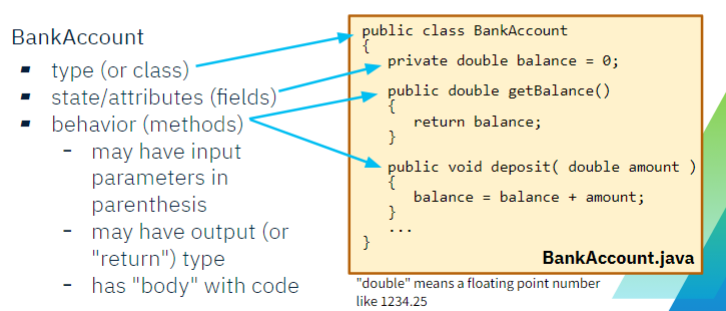 BankAccount
▪ type (or class)
▪ state/attributes (fields)
▪ behavior (methods)
- may have input
parameters in
parenthesis
- may have output (or
"return") type
- has "body" with code
public class BankAccount
{
private double balance = 0;
public double getBalance()
{
return balance;
}
public void deposit( double amount )
{
balance = balance + amount;
}
...
}
BankAccount.java
"double" means a floating point number
like 1234.25